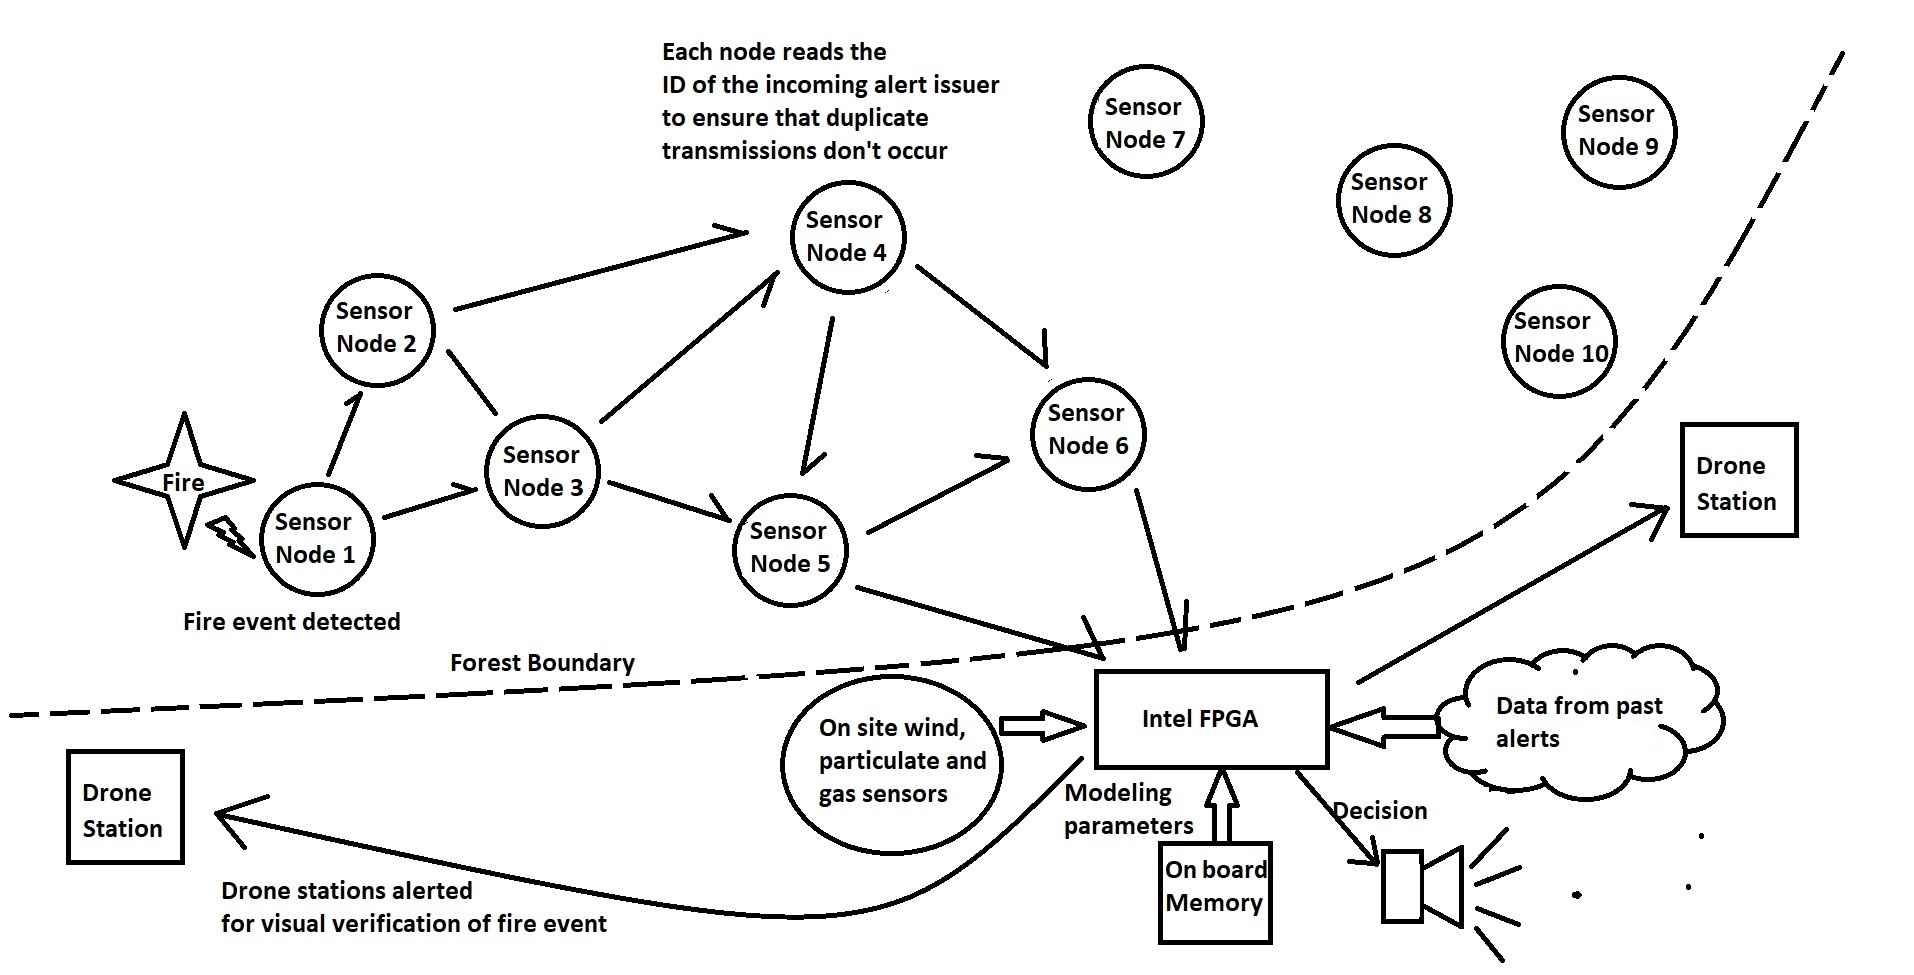 Each node reads the
ID of the incoming alert issuer
to ensure that duplicate
transmissions don't occur
Sensor
Node 7
Sensor
Node 9
Sensor
Node 8
Sensor
Node 4
Sensor
Node 2
Sensor
Node 10
Sensor
Node 6
Sensor
Node 3
Fire
Sensor
Node 1
Sensor
Node 5
Drone
Station
Fire event detected
Forest Boundary
On site wind,
particulate and
gas sensors
Intel FPGA
Data from past
alerts
Drone
Station
Modeling
parameters
Decision
On board
Memory
Drone stations alerted
for visual verification of fire event